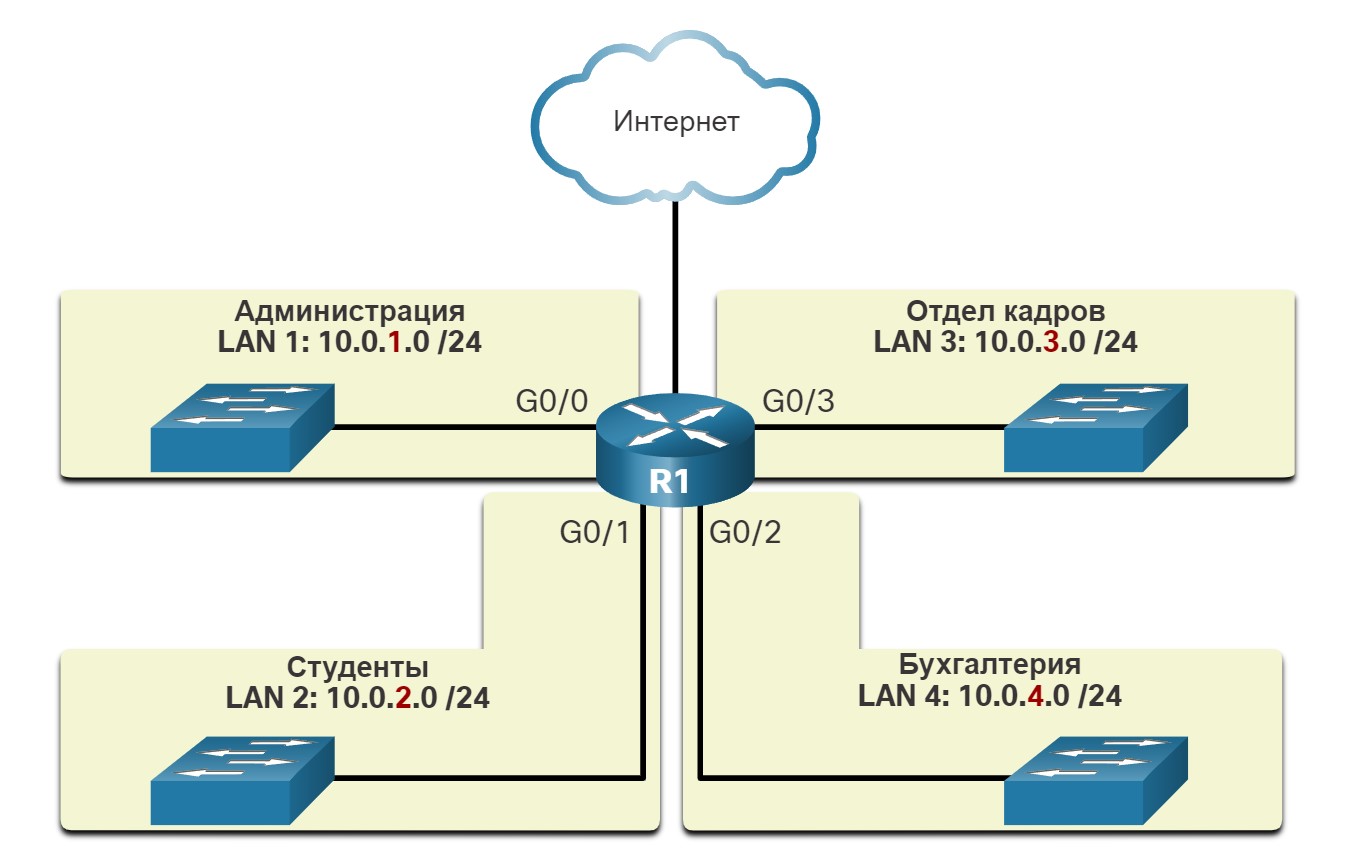 Интернет
Администрация
LAN 1: 10.0.1.0 /24
Отдел кадров
LAN 3: 10.0.3.0 /24
G0/0
G0/3
R1
G0/1
G0/2
Студенты
LAN 2: 10.0.2.0 /24
Бухгалтерия
LAN 4: 10.0.4.0 /24